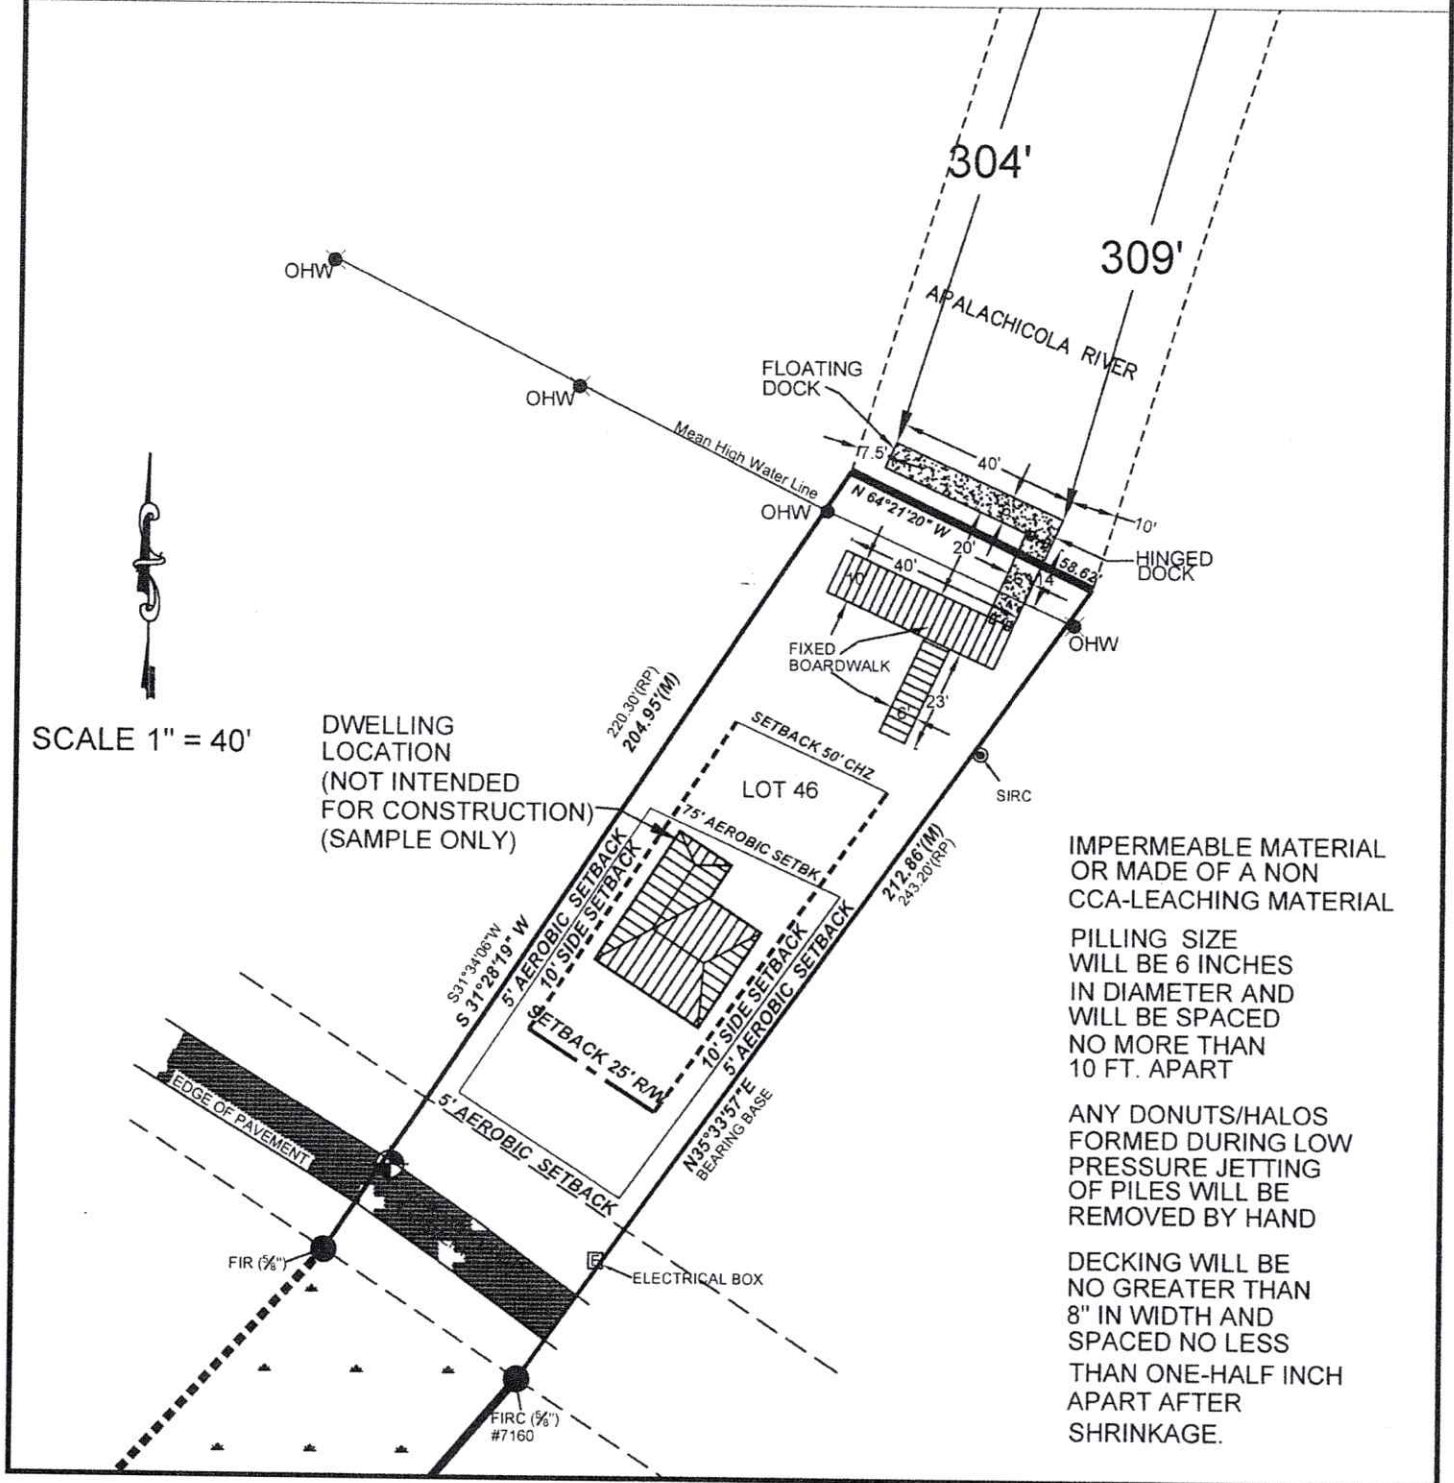 304'
309'
APALACHICOLA RIVER
OHW
OHW
Mean High Water Line
FLOATING
DOCK
17.5'
40'
10'
HINGED
DOCK
OHW
N 64°21'20" W
58.62'
20'
40'
10'
14'
OHW
FIXED
BOARDWALK
23'
6'
SIRC
SCALE 1" = 40'
DWELLING
LOCATION
(NOT INTENDED
FOR CONSTRUCTION)
(SAMPLE ONLY)
220.30'(RP)
204.95'(M)
SETBACK 50' CHZ
LOT 46
75' AEROBIC SETBK
5' AEROBIC SETBACK
10' SIDE SETBACK
S31°34'06"W
S 31°28'19" W
212.86'(M)
243.20'(RP)
10' SIDE SETBACK
5' AEROBIC SETBACK
SETBACK 25' R/W
5' AEROBIC SETBACK
N35°33'57"E
BEARING BASE
EDGE OF PAVEMENT
FIR (⅝")
E
ELECTRICAL BOX
FIRC (⅝")
#7160
IMPERMEABLE MATERIAL
OR MADE OF A NON
CCA-LEACHING MATERIAL
PILLING SIZE
WILL BE 6 INCHES
IN DIAMETER AND
WILL BE SPACED
NO MORE THAN
10 FT. APART
ANY DONUTS/HALOS
FORMED DURING LOW
PRESSURE JETTING
OF PILES WILL BE
REMOVED BY HAND
DECKING WILL BE
NO GREATER THAN
8" IN WIDTH AND
SPACED NO LESS
THAN ONE-HALF INCH
APART AFTER
SHRINKAGE.